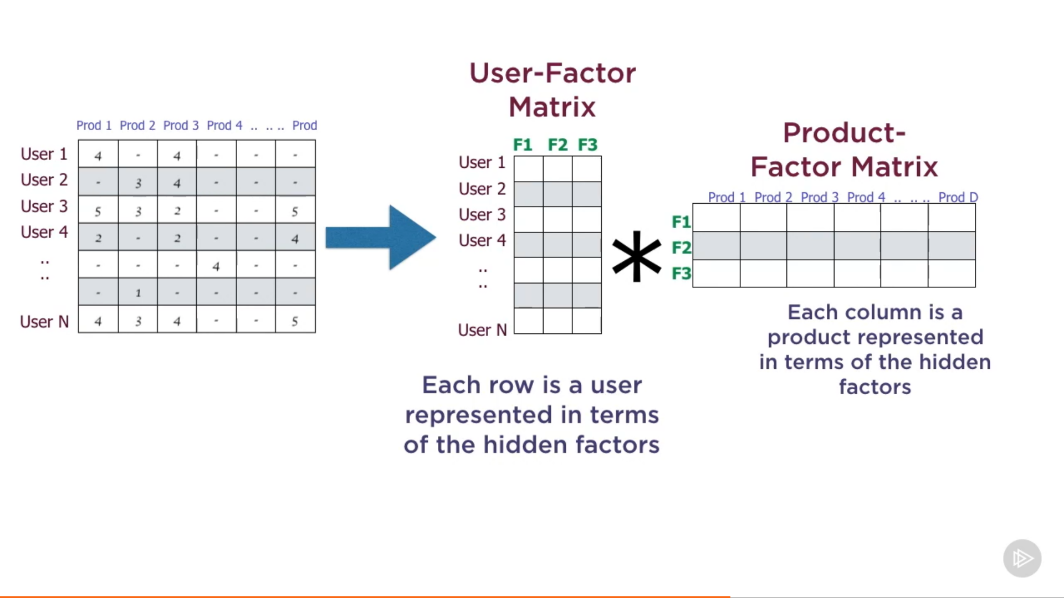 User-Factor
Matrix
Product-
Factor Matrix
Prod 1 Prod 2 Prod 3 Prod 4 .. .. .. Prod
User 1 4 - 4 - - -
User 2 - 3 4 - - -
User 3 5 3 2 - - 5
User 4 2 - 2 - - 4
.. - - - 4 - -
.. - 1 - - - -
User N 4 3 4 - - 5
F1 F2 F3
User 1
User 2
User 3
User 4
..
..
User N
*
Prod 1 Prod 2 Prod 3 Prod 4 .. .. .. Prod D
F1
F2
F3
Each row is a user
represented in terms
of the hidden factors
Each column is a
product represented
in terms of the hidden
factors